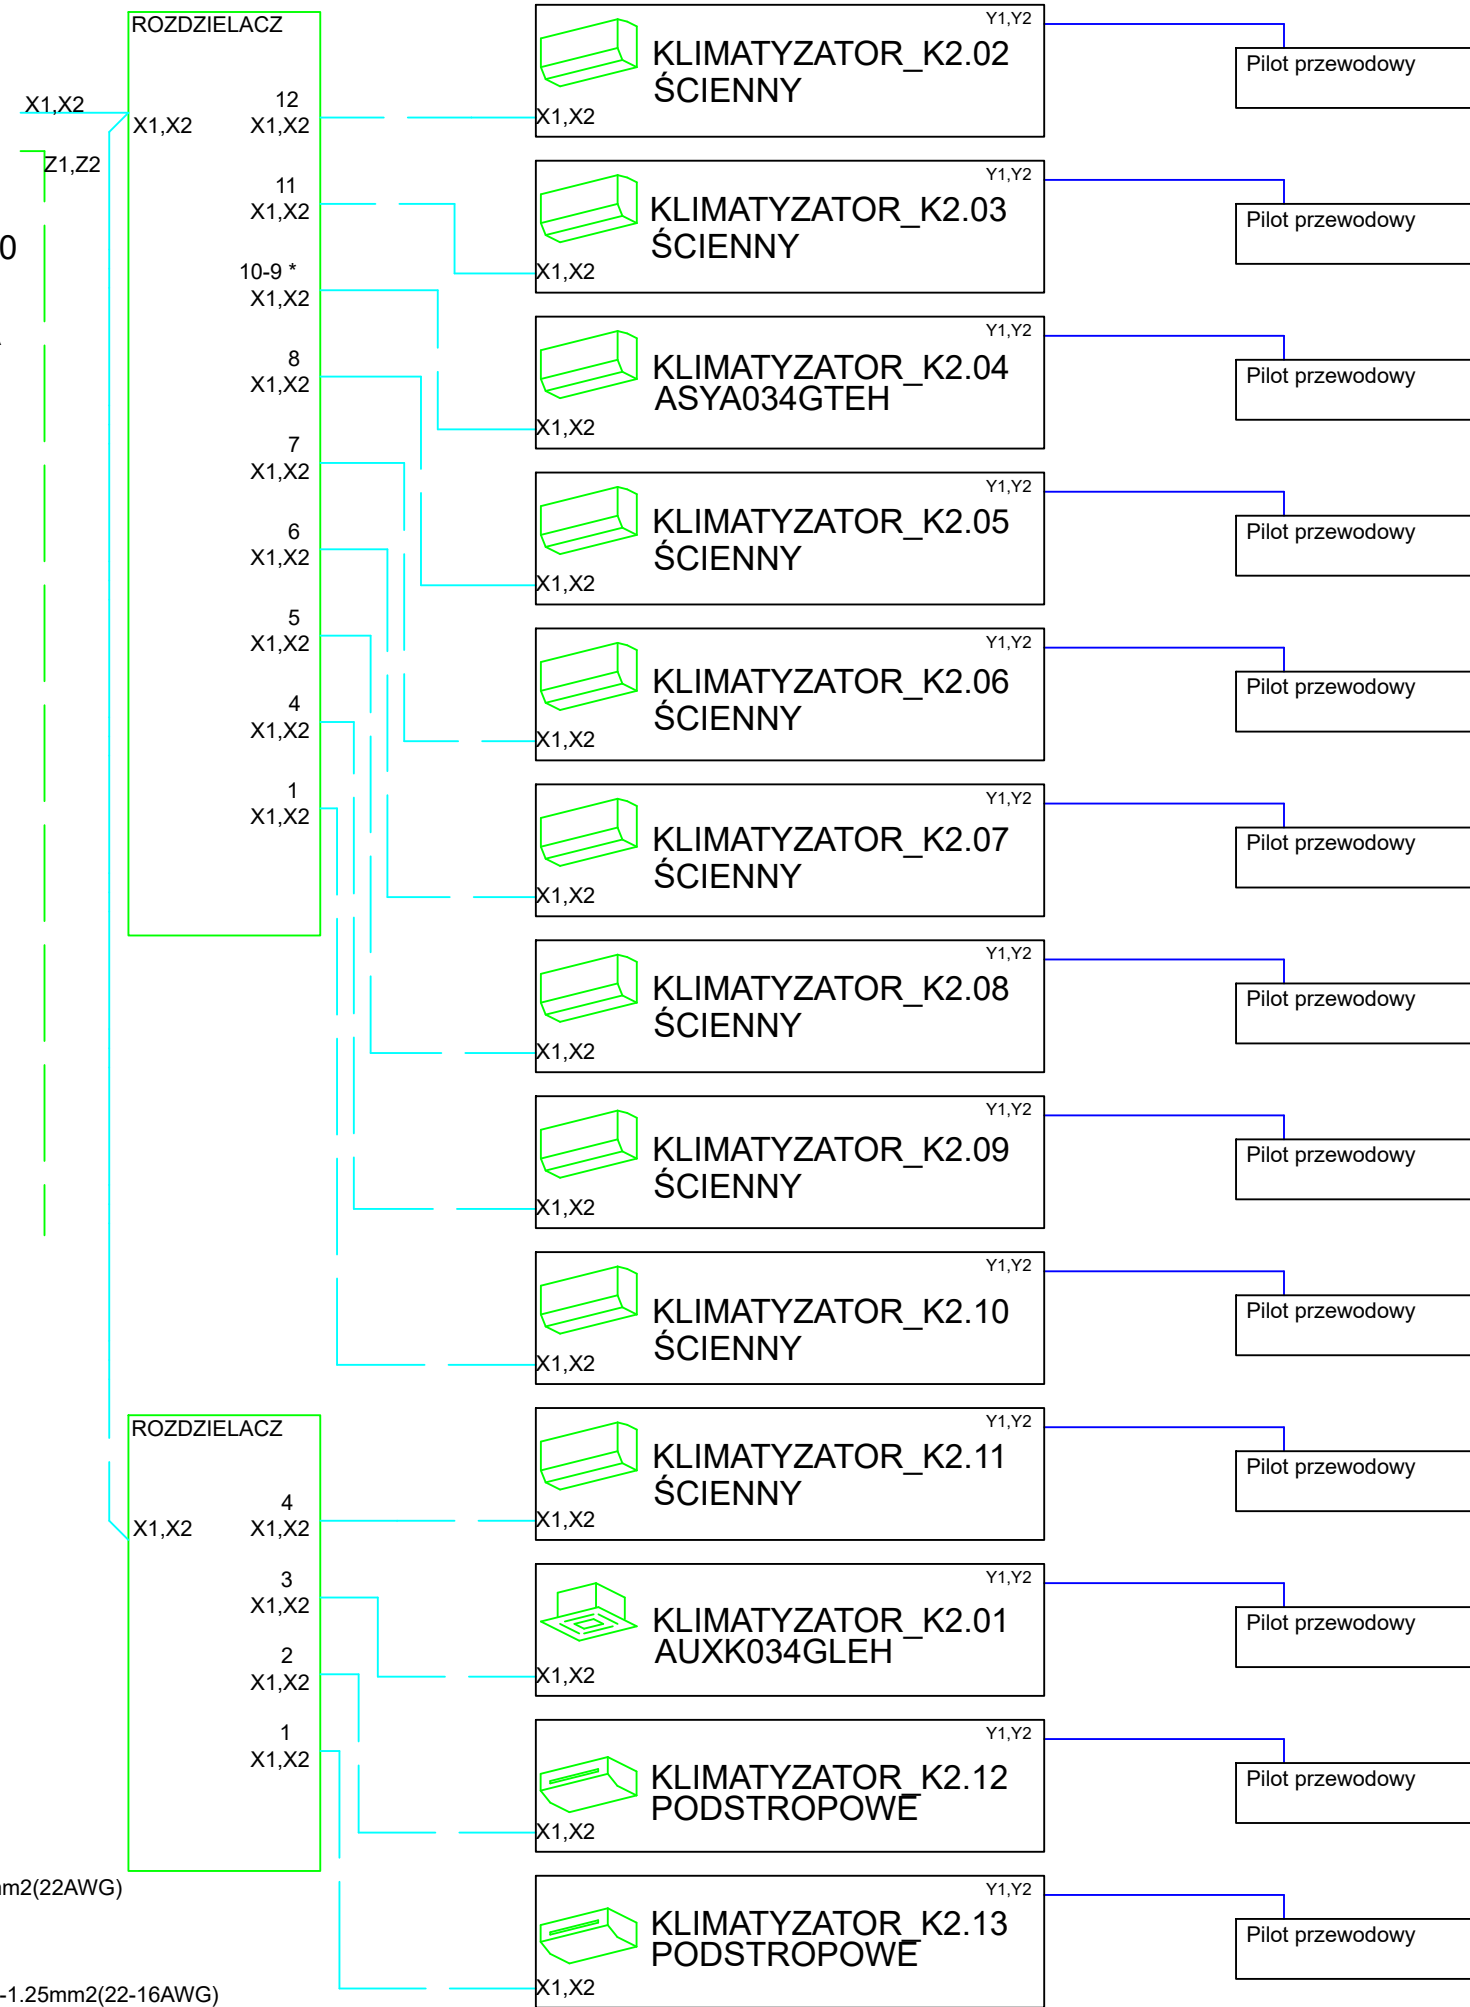 ROZDZIELACZ
X1,X2
X1,X2
Z1,Z2
0
12
X1,X2
11
X1,X2
10-9 *
X1,X2
8
X1,X2
7
X1,X2
6
X1,X2
5
X1,X2
4
X1,X2
1
X1,X2
Y1,Y2
KLIMATYZATOR_K2.02
ŚCIENNY
X1,X2
Pilot przewodowy
Y1,Y2
KLIMATYZATOR_K2.03
ŚCIENNY
X1,X2
Pilot przewodowy
Y1,Y2
KLIMATYZATOR_K2.04
ASYA034GTEH
X1,X2
Pilot przewodowy
Y1,Y2
KLIMATYZATOR_K2.05
ŚCIENNY
X1,X2
Pilot przewodowy
Y1,Y2
KLIMATYZATOR_K2.06
ŚCIENNY
X1,X2
Pilot przewodowy
Y1,Y2
KLIMATYZATOR_K2.07
ŚCIENNY
X1,X2
Pilot przewodowy
Y1,Y2
KLIMATYZATOR_K2.08
ŚCIENNY
X1,X2
Pilot przewodowy
Y1,Y2
KLIMATYZATOR_K2.09
ŚCIENNY
X1,X2
Pilot przewodowy
Y1,Y2
KLIMATYZATOR_K2.10
ŚCIENNY
X1,X2
Pilot przewodowy
ROZDZIELACZ
X1,X2
4
X1,X2
3
X1,X2
2
X1,X2
1
X1,X2
Y1,Y2
KLIMATYZATOR_K2.11
ŚCIENNY
X1,X2
Pilot przewodowy
Y1,Y2
KLIMATYZATOR_K2.01
AUXK034GLEH
X1,X2
Pilot przewodowy
Y1,Y2
KLIMATYZATOR_K2.12
PODSTROPOWE
X1,X2
Pilot przewodowy
Y1,Y2
KLIMATYZATOR_K2.13
PODSTROPOWE
X1,X2
Pilot przewodowy
m2(22AWG)
-1.25mm2(22-16AWG)